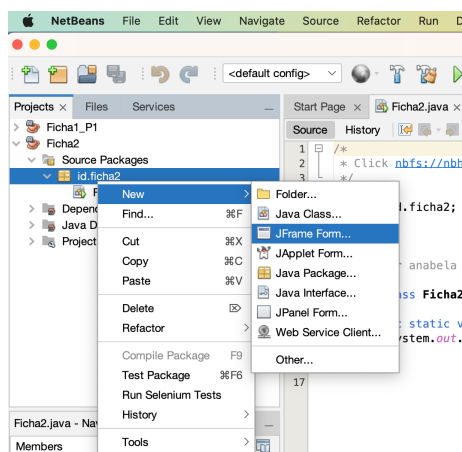 NetBeans File Edit View Navigate Source Refactor Run
<default config>
Projects × Files Services
Start Page × Ficha2.java ×
Source History
Ficha1_P1
Ficha2
Source Packages
id.ficha2
Project
New >
Find... ⌘F
Cut ⌘X
Copy ⌘C
Paste ⌘V
Delete ⌦
Refactor >
Compile Package F9
Test Package ⌘F6
Run Selenium Tests
History >
Tools >
Folder...
Java Class...
JFrame Form...
JApplet Form...
Java Package...
Java Interface...
JPanel Form...
Web Service Client...
Other...
1 /*
2 * Click nbfs://nbh
3 */
.ficha2;
anabela
ss Ficha2
static v
stem.out.
17
Ficha2.java - Nav
Members